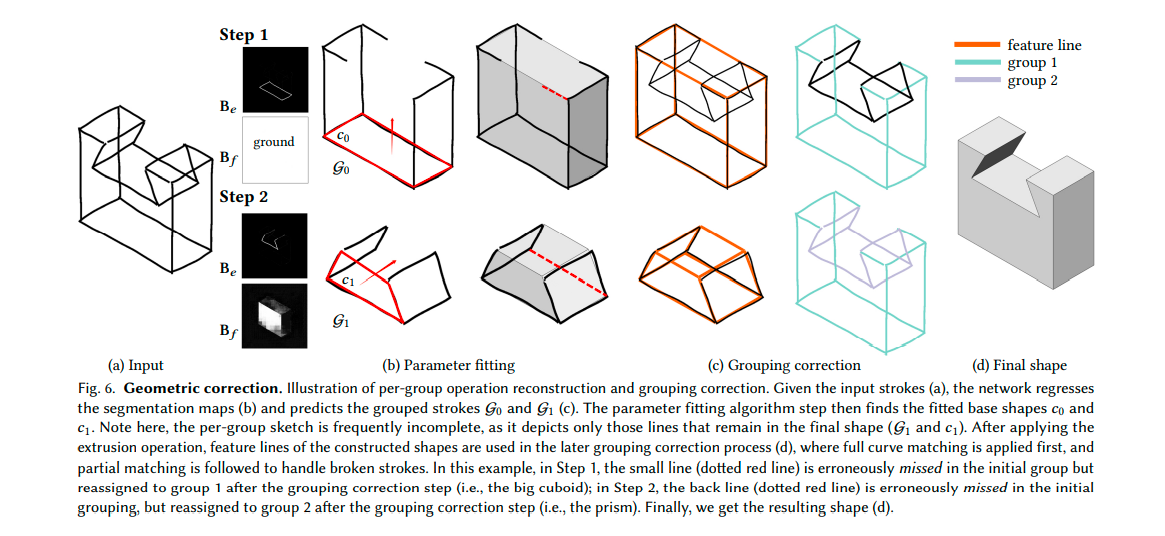 Step 1
B_e
ground
B_f
Step 2
B_e
B_f
c_0
𝒢_0
c_1
𝒢_1
feature line
group 1
group 2
(a) Input
(b) Parameter fitting
(c) Grouping correction
(d) Final shape
Fig. 6. Geometric correction. Illustration of per-group operation reconstruction and grouping correction. Given the input strokes (a), the network regresses
the segmentation maps (b) and predicts the grouped strokes 𝒢_0 and 𝒢_1 (c). The parameter fitting algorithm step then finds the fitted base shapes c_0 and
c_1. Note here, the per-group sketch is frequently incomplete, as it depicts only those lines that remain in the final shape (𝒢_1 and c_1). After applying the
extrusion operation, feature lines of the constructed shapes are used in the later grouping correction process (d), where full curve matching is applied first, and
partial matching is followed to handle broken strokes. In this example, in Step 1, the small line (dotted red line) is erroneously missed in the initial group but
reassigned to group 1 after the grouping correction step (i.e., the big cuboid); in Step 2, the back line (dotted red line) is erroneously missed in the initial
grouping, but reassigned to group 2 after the grouping correction step (i.e., the prism). Finally, we get the resulting shape (d).